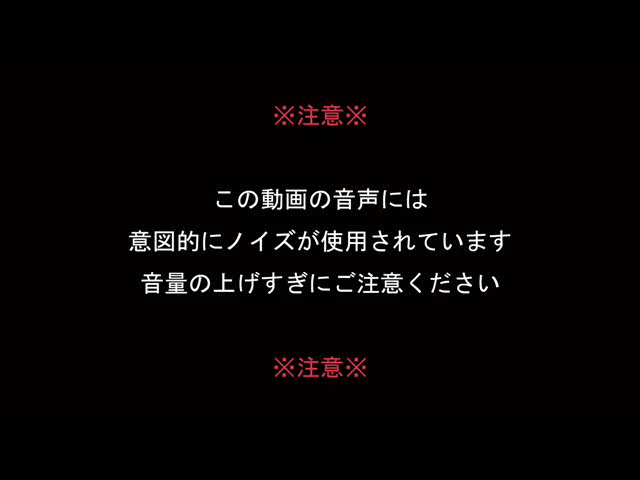 ※注意※
この動画の音声には
意図的にノイズが使用されています
音量の上げすぎにご注意ください
※注意※